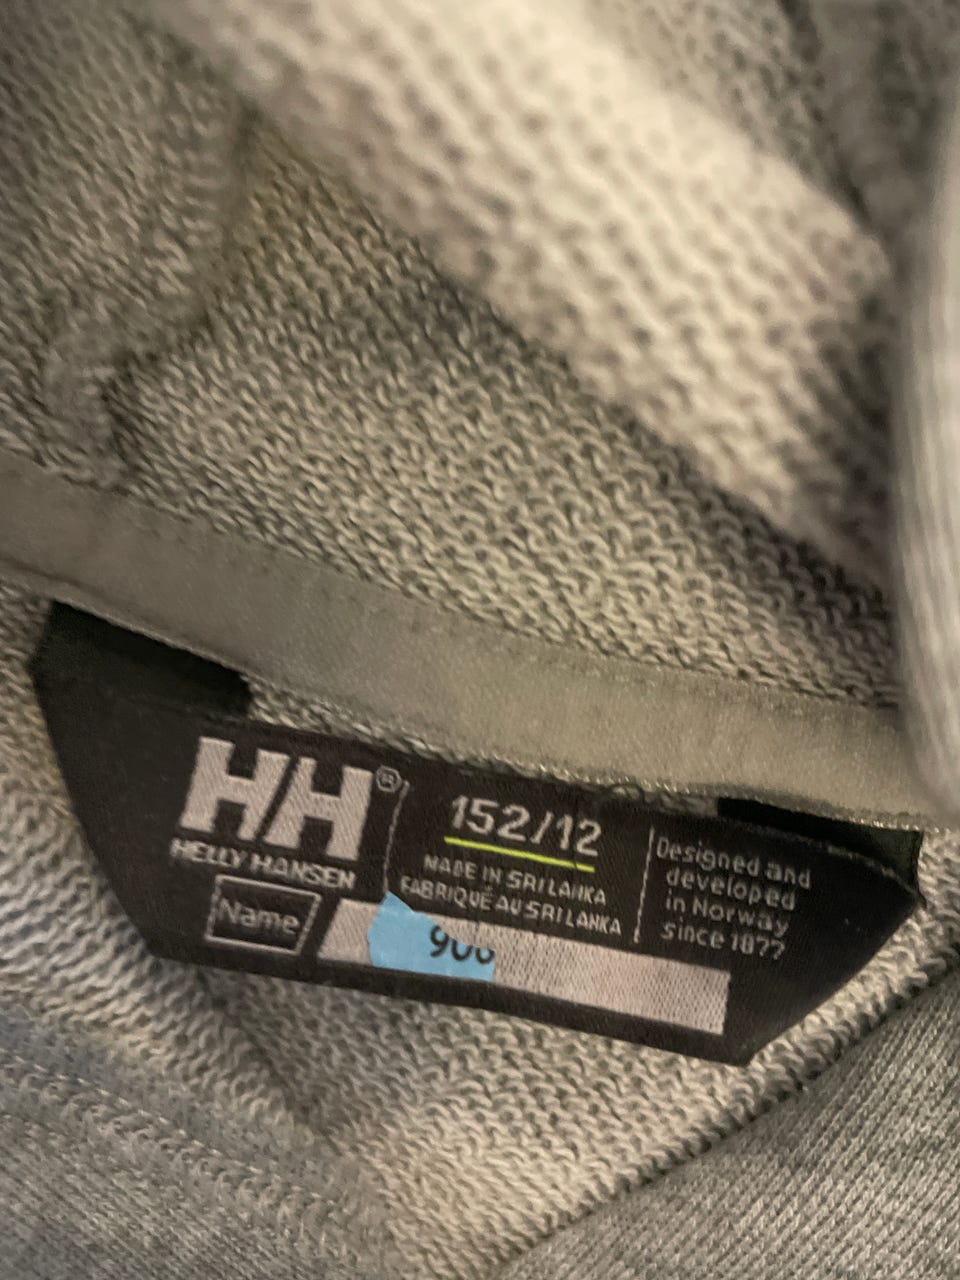 HH®
HELLY HANSEN
Name
152/12
MADE IN SRI LANKA
FABRIQUÉ AU SRI LANKA
Designed and
developed
in Norway
since 1877